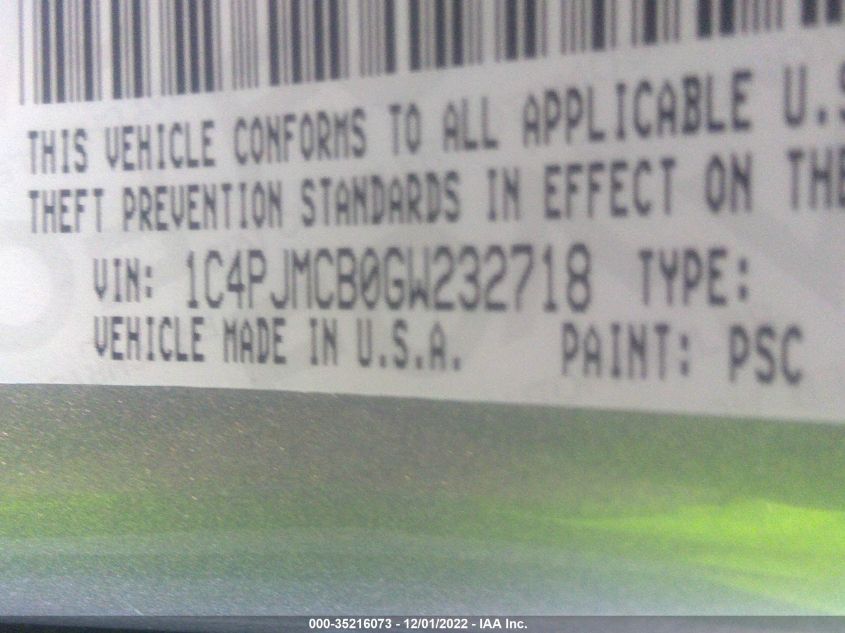 THIS VEHICLE CONFORMS TO ALL APPLICABLE U.S
THEFT PREVENTION STANDARDS IN EFFECT ON THE
VIN: 1C4PJMCB0GW232718 TYPE:
VEHICLE MADE IN U.S.A. PAINT: PSC
000-35216073 - 12/01/2022 - IAA Inc.